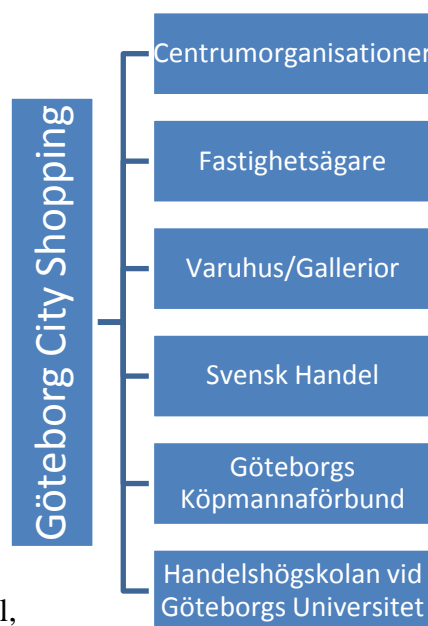 Göteborg City Shopping
Centrumorganisationer
Fastighetsägare
Varuhus/Gallerior
Svensk Handel
Göteborgs
Köpmannaförbund
Handelshögskolan vid
Göteborgs Universitet
l,